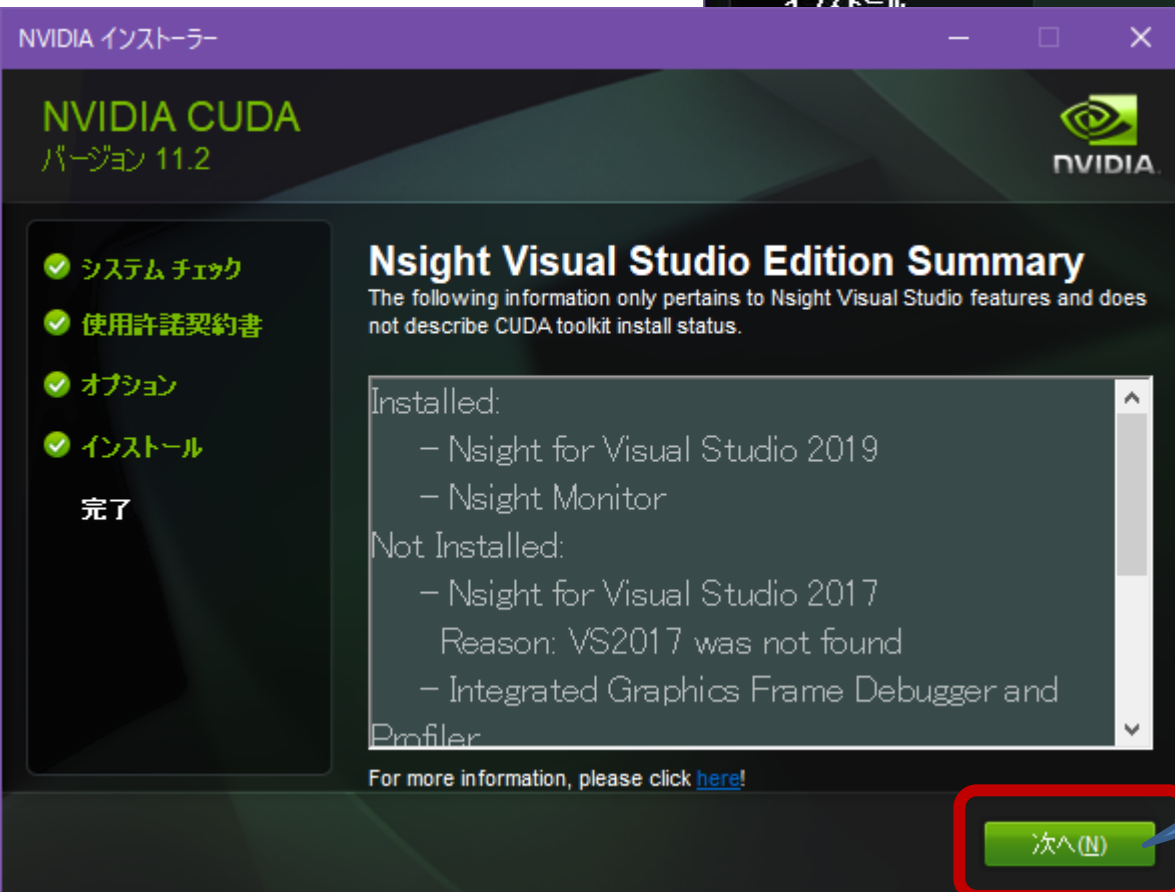 NVIDIA インストーラー
NVIDIA CUDA
バージョン 11.2
NVIDIA.
システム チェック
使用許諾契約書
オプション
インストール
完了
Nsight Visual Studio Edition Summary
The following information only pertains to Nsight Visual Studio features and does
not describe CUDA toolkit install status.
Installed:
– Nsight for Visual Studio 2019
– Nsight Monitor
Not Installed:
– Nsight for Visual Studio 2017
Reason: VS2017 was not found
– Integrated Graphics Frame Debugger and
Profiler
For more information, please click here!
次へ(N)